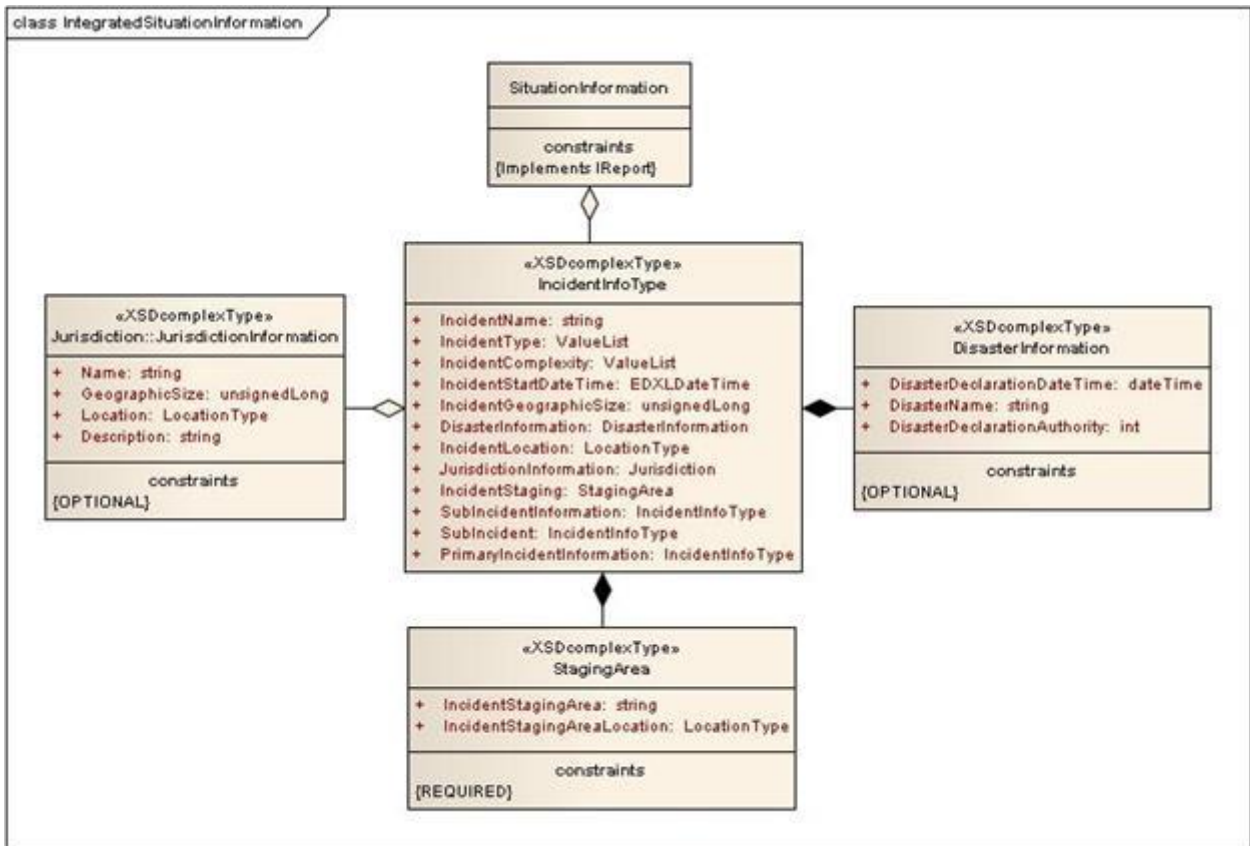 class IntegratedSituationInformation
SituationInformation
constraints
{Implements IReport}
«XSDcomplexType»
IncidentInfoType
+ IncidentName: string
+ IncidentType: ValueList
+ IncidentComplexity: ValueList
+ IncidentStartDateTime: EDXLDateTime
+ IncidentGeographicSize: unsignedLong
+ DisasterInformation: DisasterInformation
+ IncidentLocation: LocationType
+ JurisdictionInformation: Jurisdiction
+ IncidentStaging: StagingArea
+ SubIncidentInformation: IncidentInfoType
+ SubIncident: IncidentInfoType
+ PrimaryIncidentInformation: IncidentInfoType
«XSDcomplexType»
Jurisdiction::JurisdictionInformation
+ Name: string
+ GeographicSize: unsignedLong
+ Location: LocationType
+ Description: string
constraints
{OPTIONAL}
«XSDcomplexType»
DisasterInformation
+ DisasterDeclarationDateTime: dateTime
+ DisasterName: string
+ DisasterDeclarationAuthority: int
constraints
{OPTIONAL}
«XSDcomplexType»
StagingArea
+ IncidentStagingArea: string
+ IncidentStagingAreaLocation: LocationType
constraints
{REQUIRED}